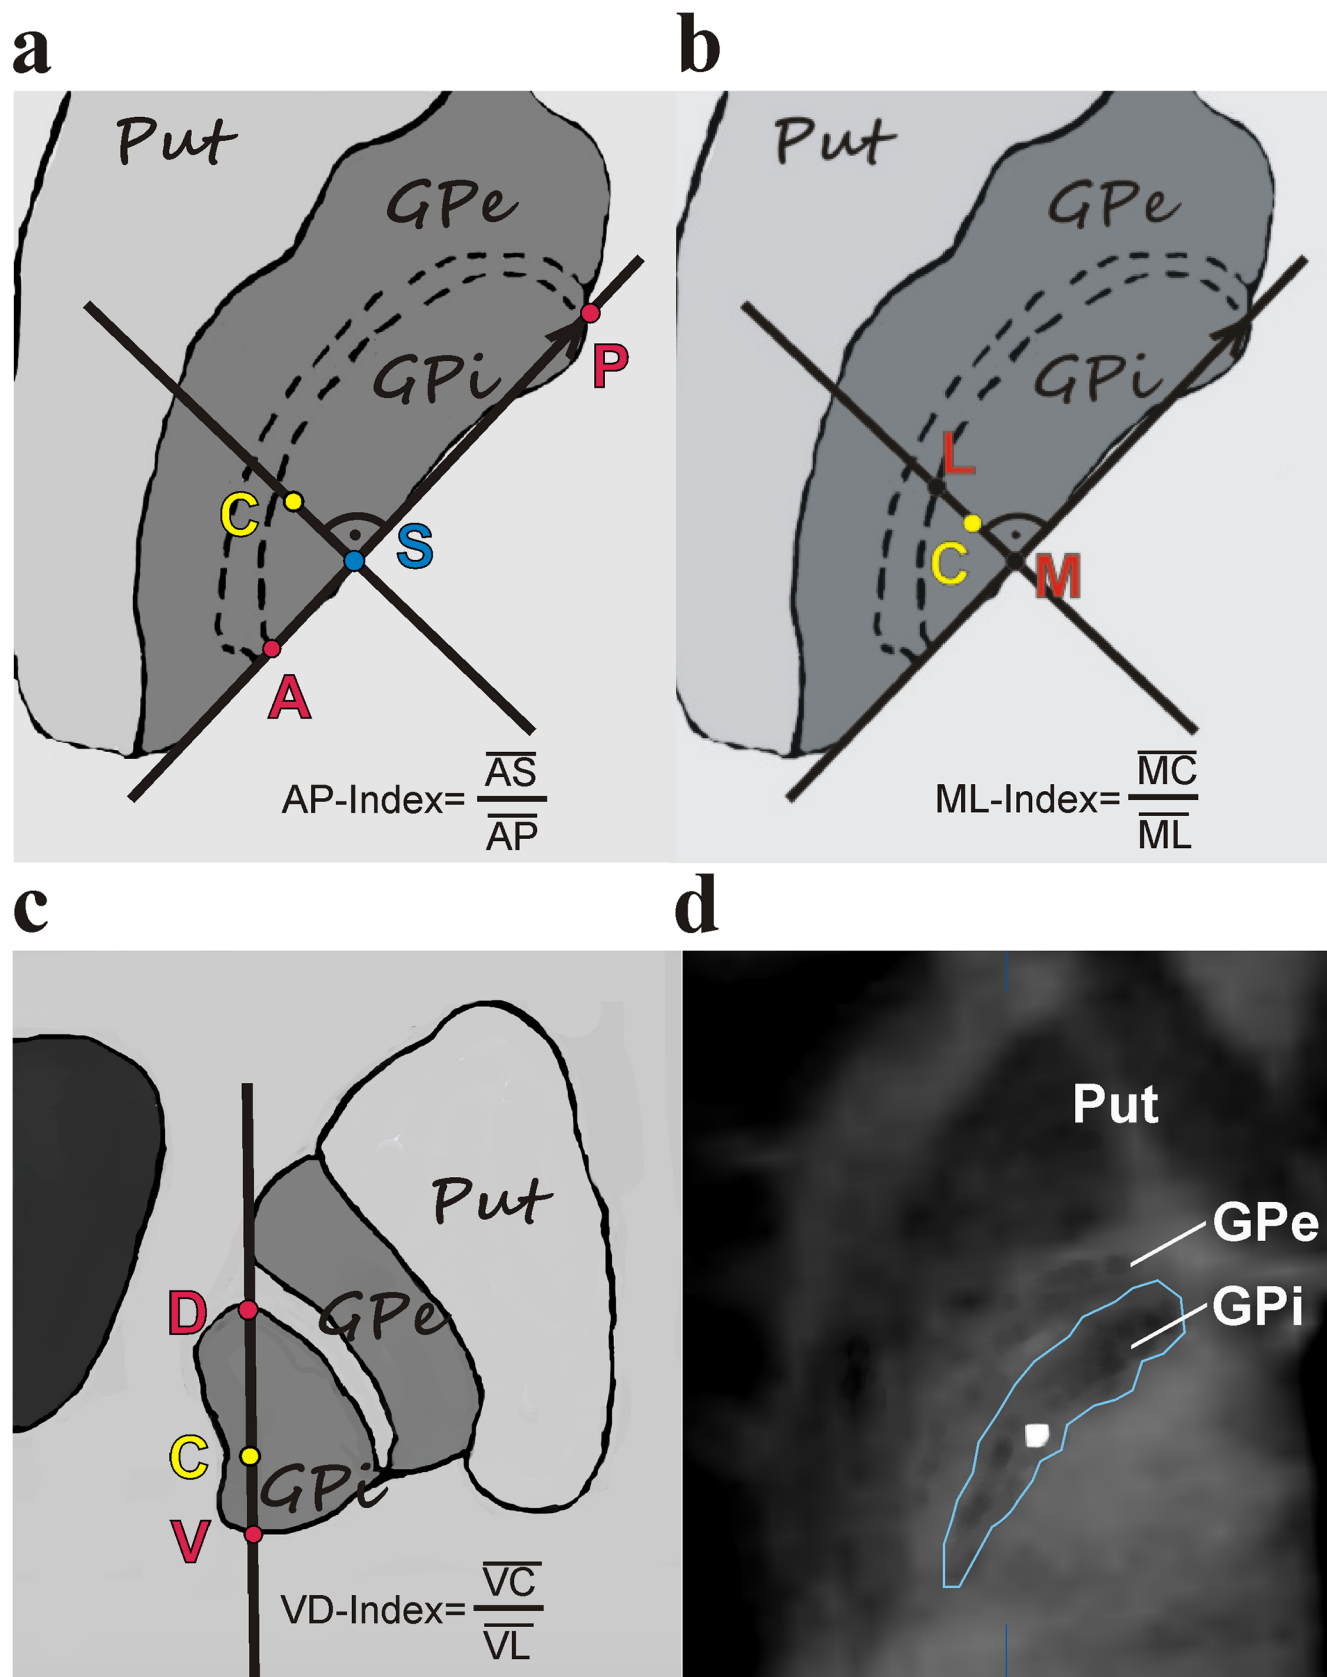 a
b
Put
GPe
GPi
P
C
S
A
AP-Index= AS
AP
Put
GPe
GPi
L
C
M
ML-Index= MC
ML
c
d
Put
GPe
D
C
GPi
V
VD-Index= VC
VL
Put
GPe
GPi